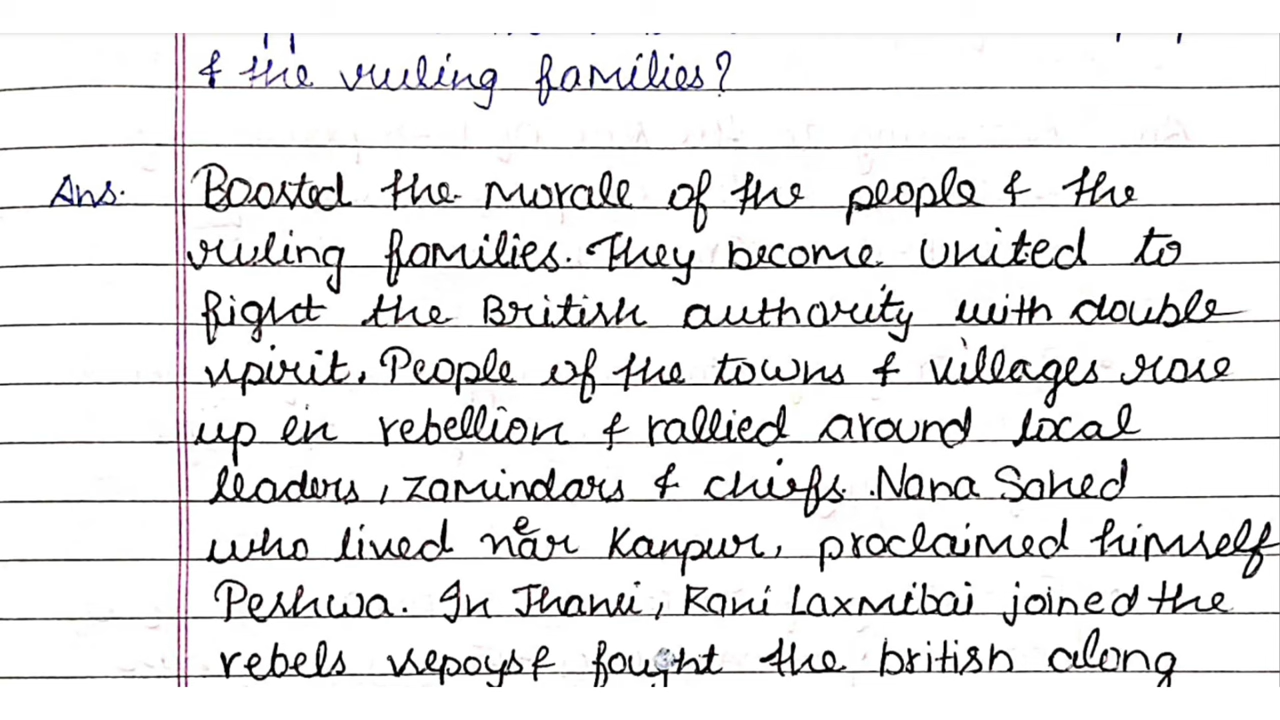 & the ruling families?
Ans. Boosted the morale of the people & the
ruling families. They become united to
fight the British authority with double
spirit. People of the towns & villages rose
up in rebellion & rallied around local
leaders, zamindars & chiefs. Nana Saheb
who lived near Kanpur, proclaimed himself
Peshwa. In Jhansi, Rani Laxmibai joined the
rebels sepoys & fought the british along